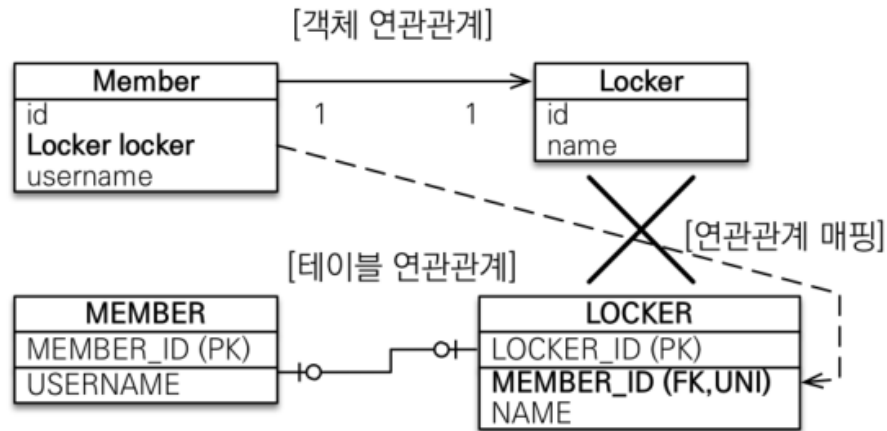 [객체 연관관계]
Member
id
Locker locker
username
1
1
Locker
id
name
[연관관계 매핑]
[테이블 연관관계]
MEMBER
MEMBER_ID (PK)
USERNAME
LOCKER
LOCKER_ID (PK)
MEMBER_ID (FK,UNI)
NAME